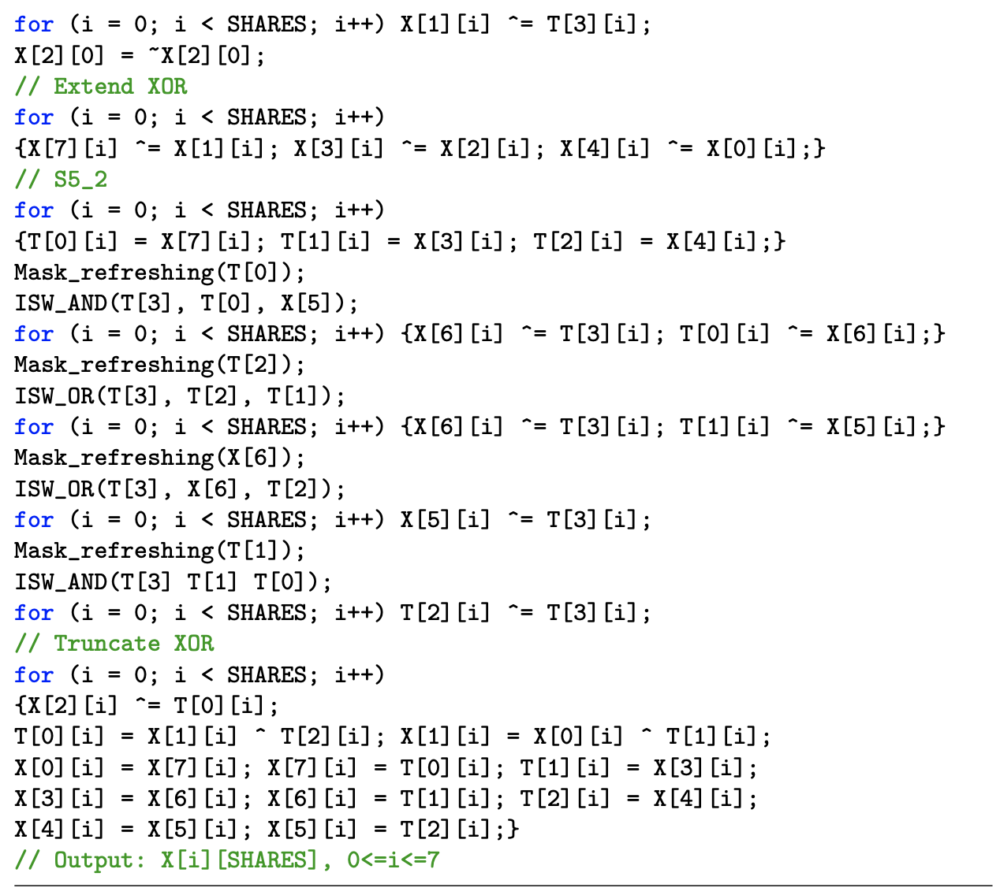 for (i = 0; i < SHARES; i++) X[1][i] ^= T[3][i];
X[2][0] = ~X[2][0];
// Extend XOR
for (i = 0; i < SHARES; i++)
{X[7][i] ^= X[1][i]; X[3][i] ^= X[2][i]; X[4][i] ^= X[0][i];}
// S5_2
for (i = 0; i < SHARES; i++)
{T[0][i] = X[7][i]; T[1][i] = X[3][i]; T[2][i] = X[4][i];}
Mask_refreshing(T[0]);
ISW_AND(T[3], T[0], X[5]);
for (i = 0; i < SHARES; i++) {X[6][i] ^= T[3][i]; T[0][i] ^= X[6][i];}
Mask_refreshing(T[2]);
ISW_OR(T[3], T[2], T[1]);
for (i = 0; i < SHARES; i++) {X[6][i] ^= T[3][i]; T[1][i] ^= X[5][i];}
Mask_refreshing(X[6]);
ISW_OR(T[3], X[6], T[2]);
for (i = 0; i < SHARES; i++) X[5][i] ^= T[3][i];
Mask_refreshing(T[1]);
ISW_AND(T[3] T[1] T[0]);
for (i = 0; i < SHARES; i++) T[2][i] ^= T[3][i];
// Truncate XOR
for (i = 0; i < SHARES; i++)
{X[2][i] ^= T[0][i];
T[0][i] = X[1][i] ^ T[2][i]; X[1][i] = X[0][i] ^ T[1][i];
X[0][i] = X[7][i]; X[7][i] = T[0][i]; T[1][i] = X[3][i];
X[3][i] = X[6][i]; X[6][i] = T[1][i]; T[2][i] = X[4][i];
X[4][i] = X[5][i]; X[5][i] = T[2][i];}
// Output: X[i][SHARES], 0<=i<=7